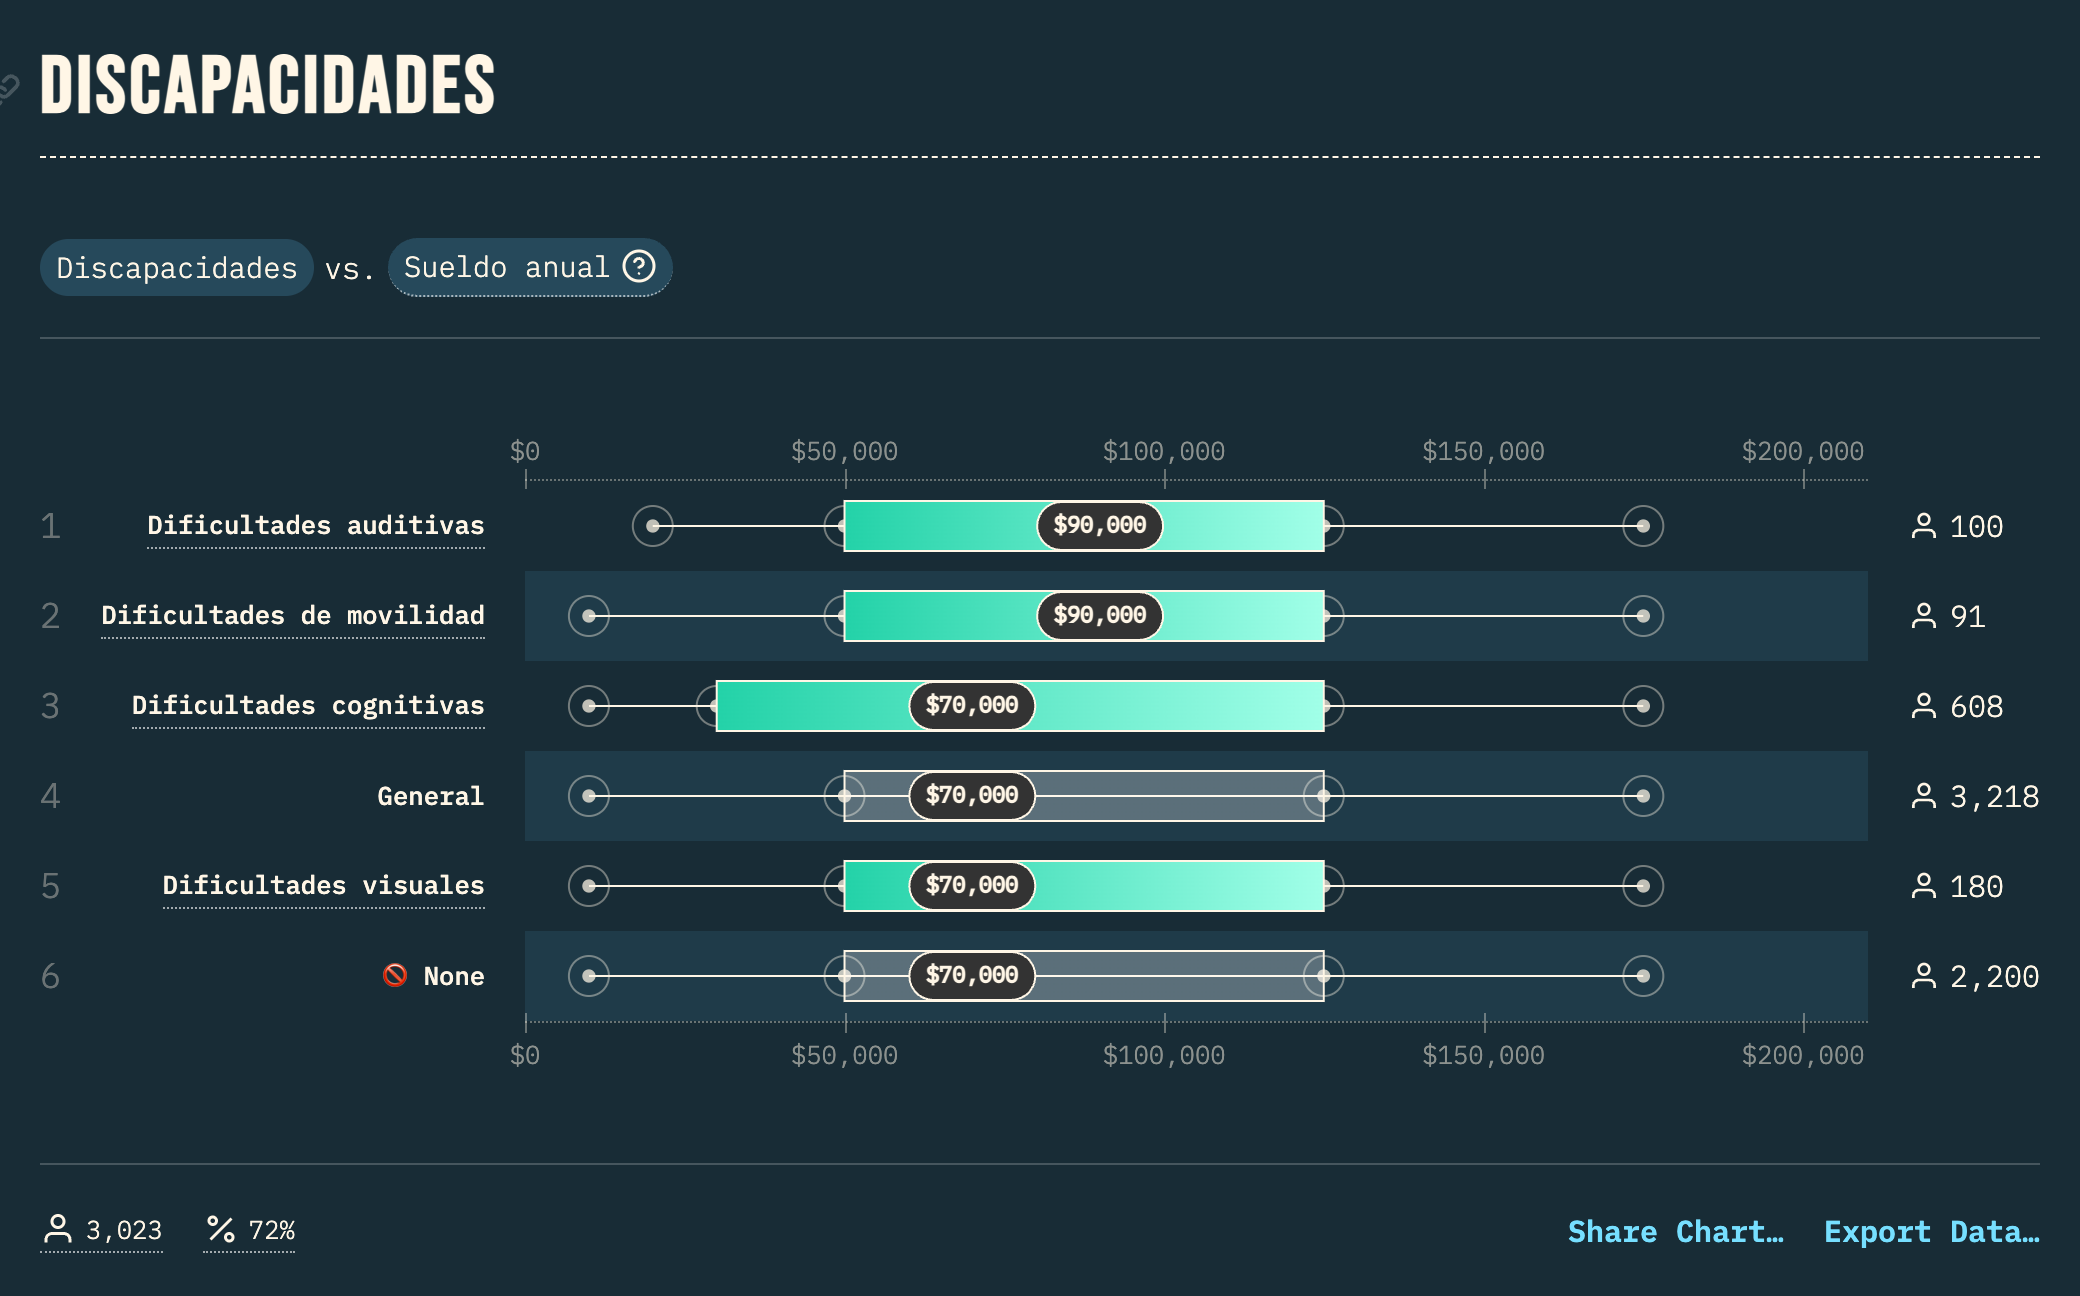 DISCAPACIDADES
Discapacidades vs. Sueldo anual
$0 $50,000 $100,000 $150,000 $200,000
1 Dificultades auditivas $90,000 100
2 Dificultades de movilidad $90,000 91
3 Dificultades cognitivas $70,000 608
4 General $70,000 3,218
5 Dificultades visuales $70,000 180
6 🚫 None $70,000 2,200
$0 $50,000 $100,000 $150,000 $200,000
3,023 72% Share Chart… Export Data…